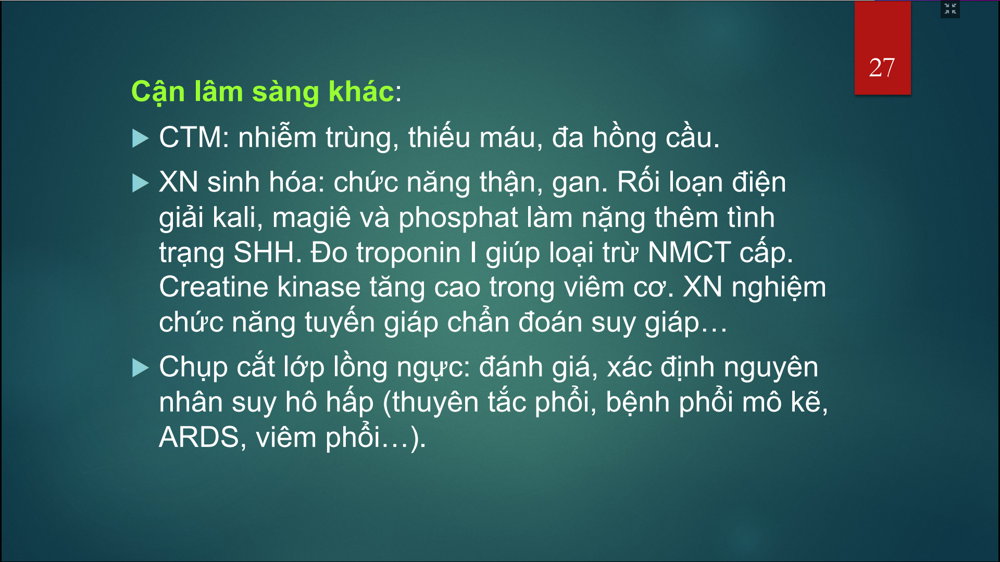 27
Cận lâm sàng khác:
CTM: nhiễm trùng, thiếu máu, đa hồng cầu.
XN sinh hóa: chức năng thận, gan. Rối loạn điện
giải kali, magiê và phosphat làm nặng thêm tình
trạng SHH. Đo troponin I giúp loại trừ NMCT cấp.
Creatine kinase tăng cao trong viêm cơ. XN nghiệm
chức năng tuyến giáp chẩn đoán suy giáp…
Chụp cắt lớp lồng ngực: đánh giá, xác định nguyên
nhân suy hô hấp (thuyên tắc phổi, bệnh phổi mô kẽ,
ARDS, viêm phổi…).